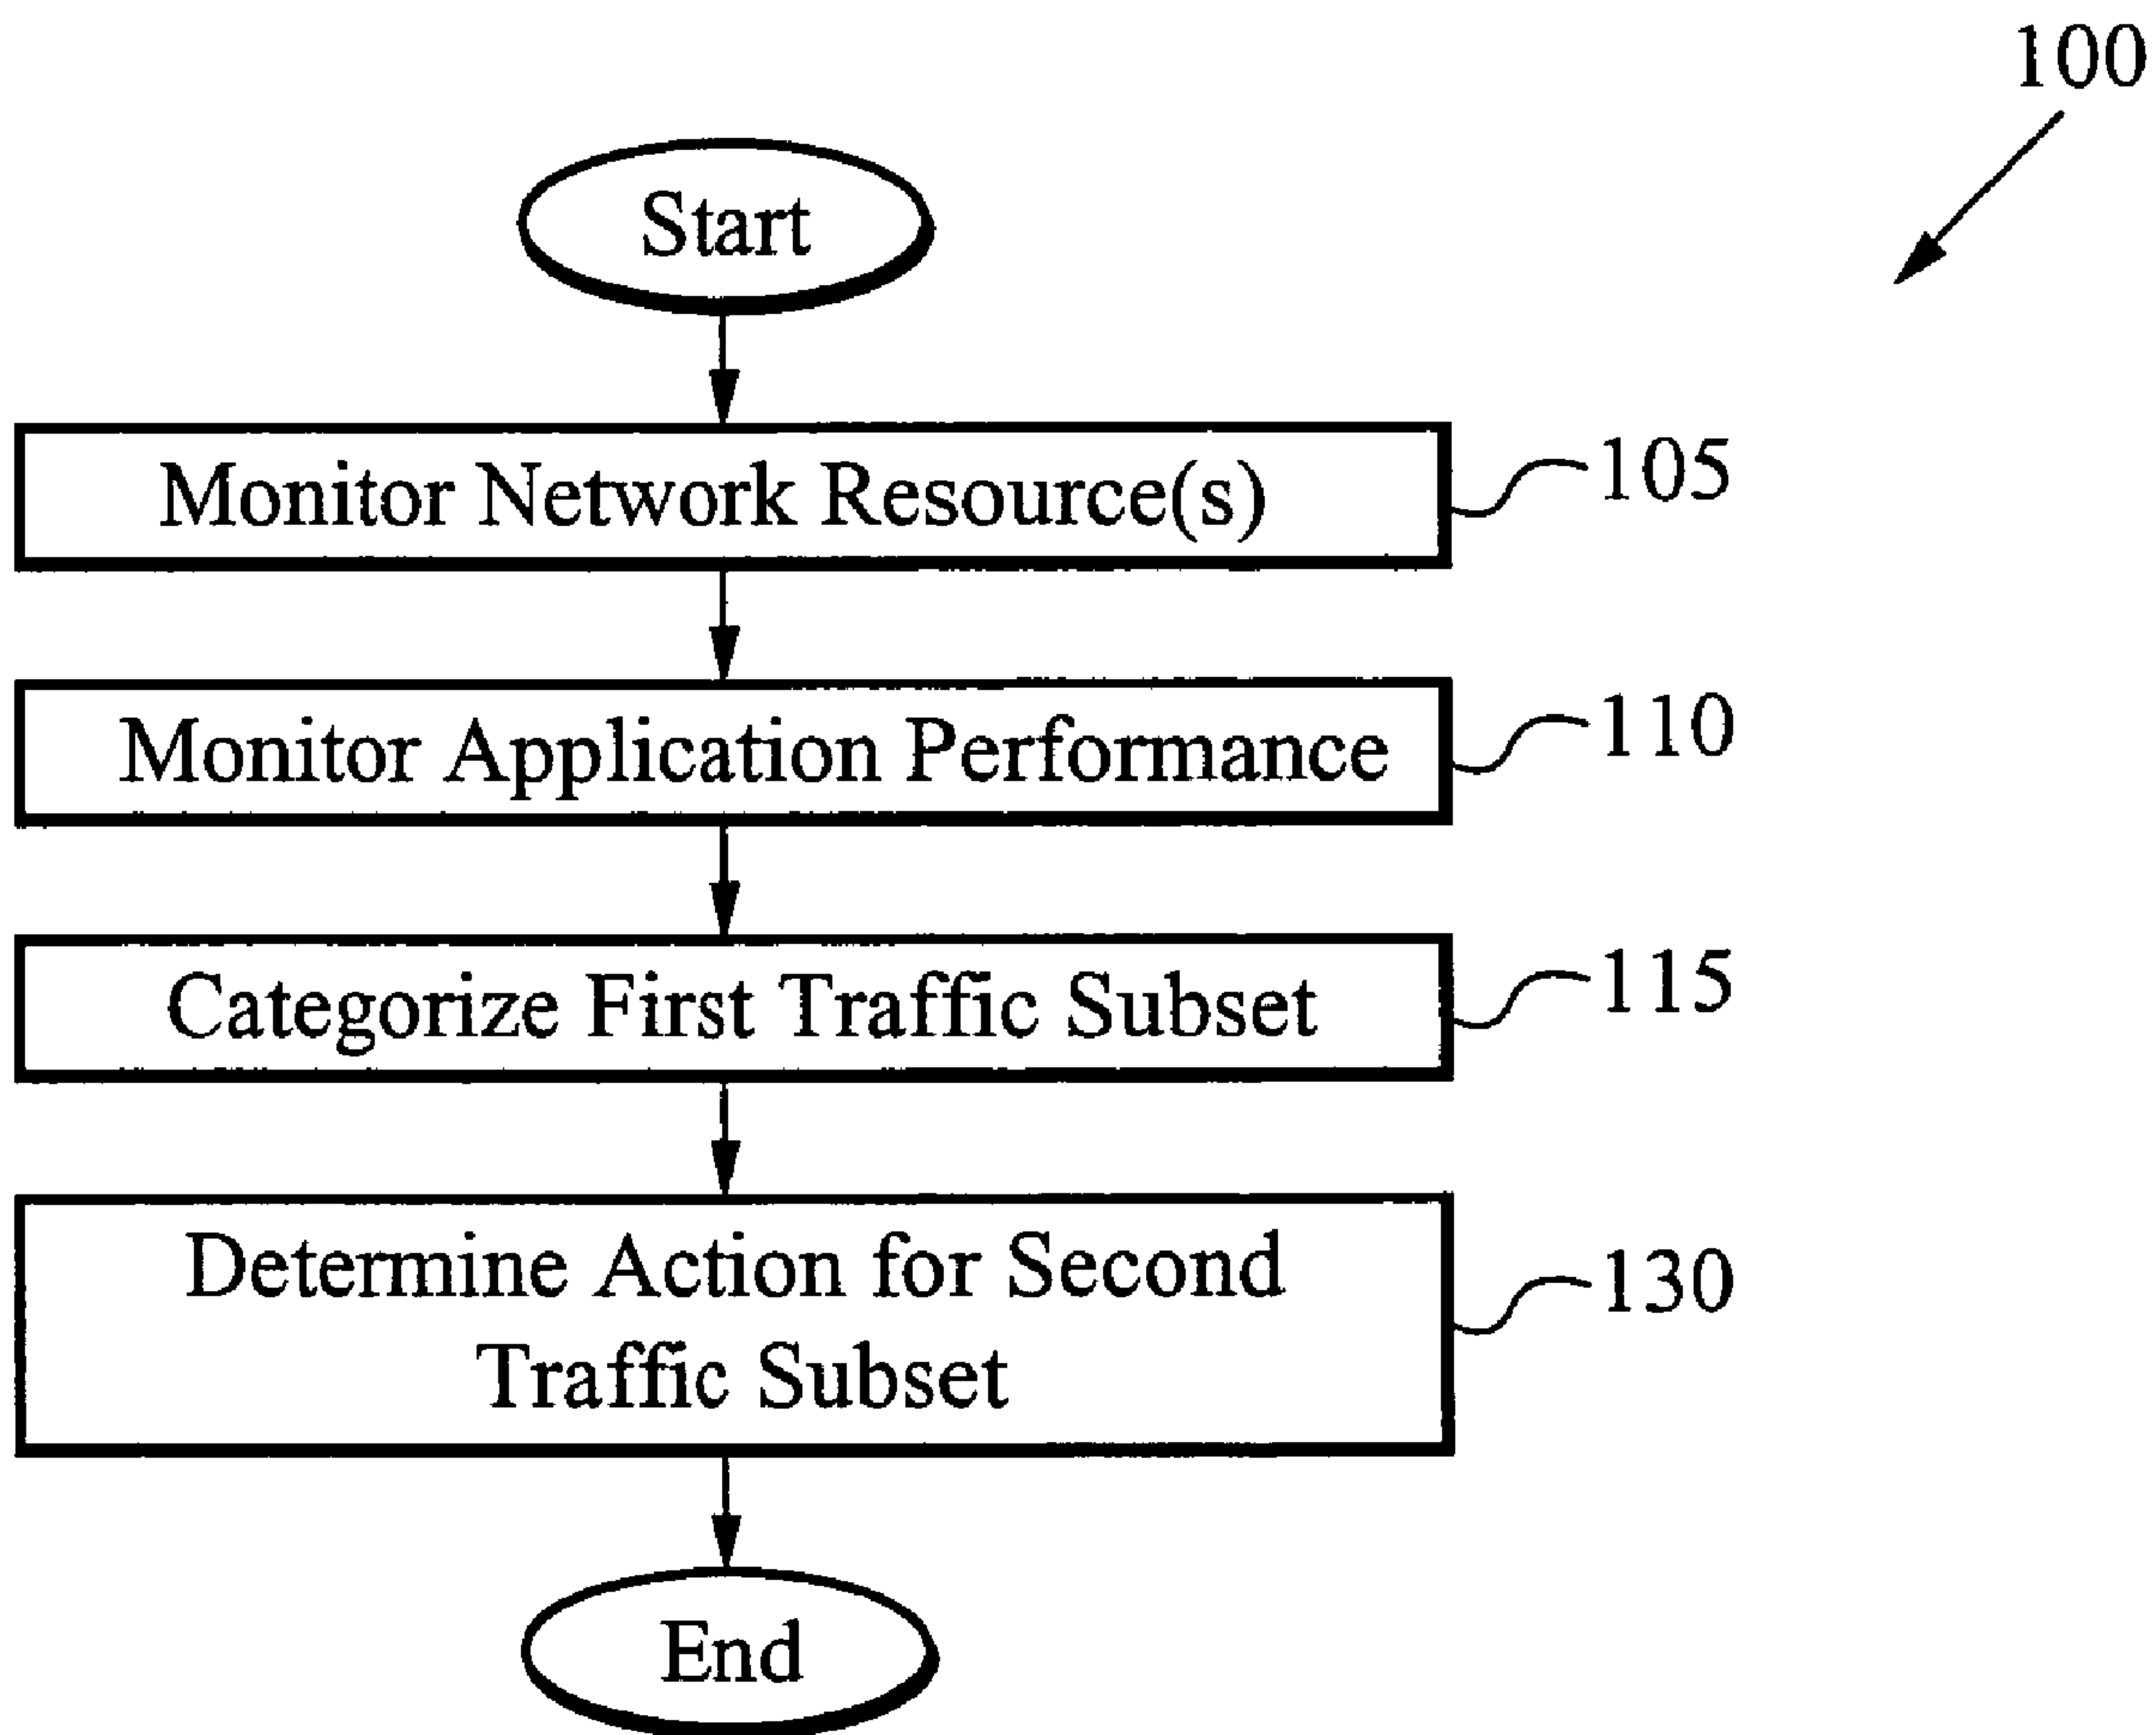 100
Start
Monitor Network Resource(s)
105
Monitor Application Performance
110
Categorize First Traffic Subset
115
Determine Action for Second
Traffic Subset
130
End